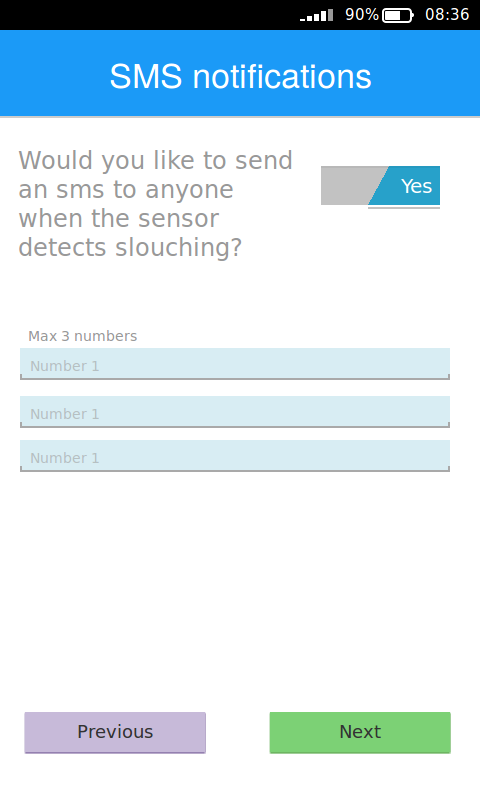 90% 08:36
SMS notifications
Would you like to send
an sms to anyone
when the sensor
detects slouching?
Yes
Max 3 numbers
Number 1
Number 1
Number 1
Previous Next